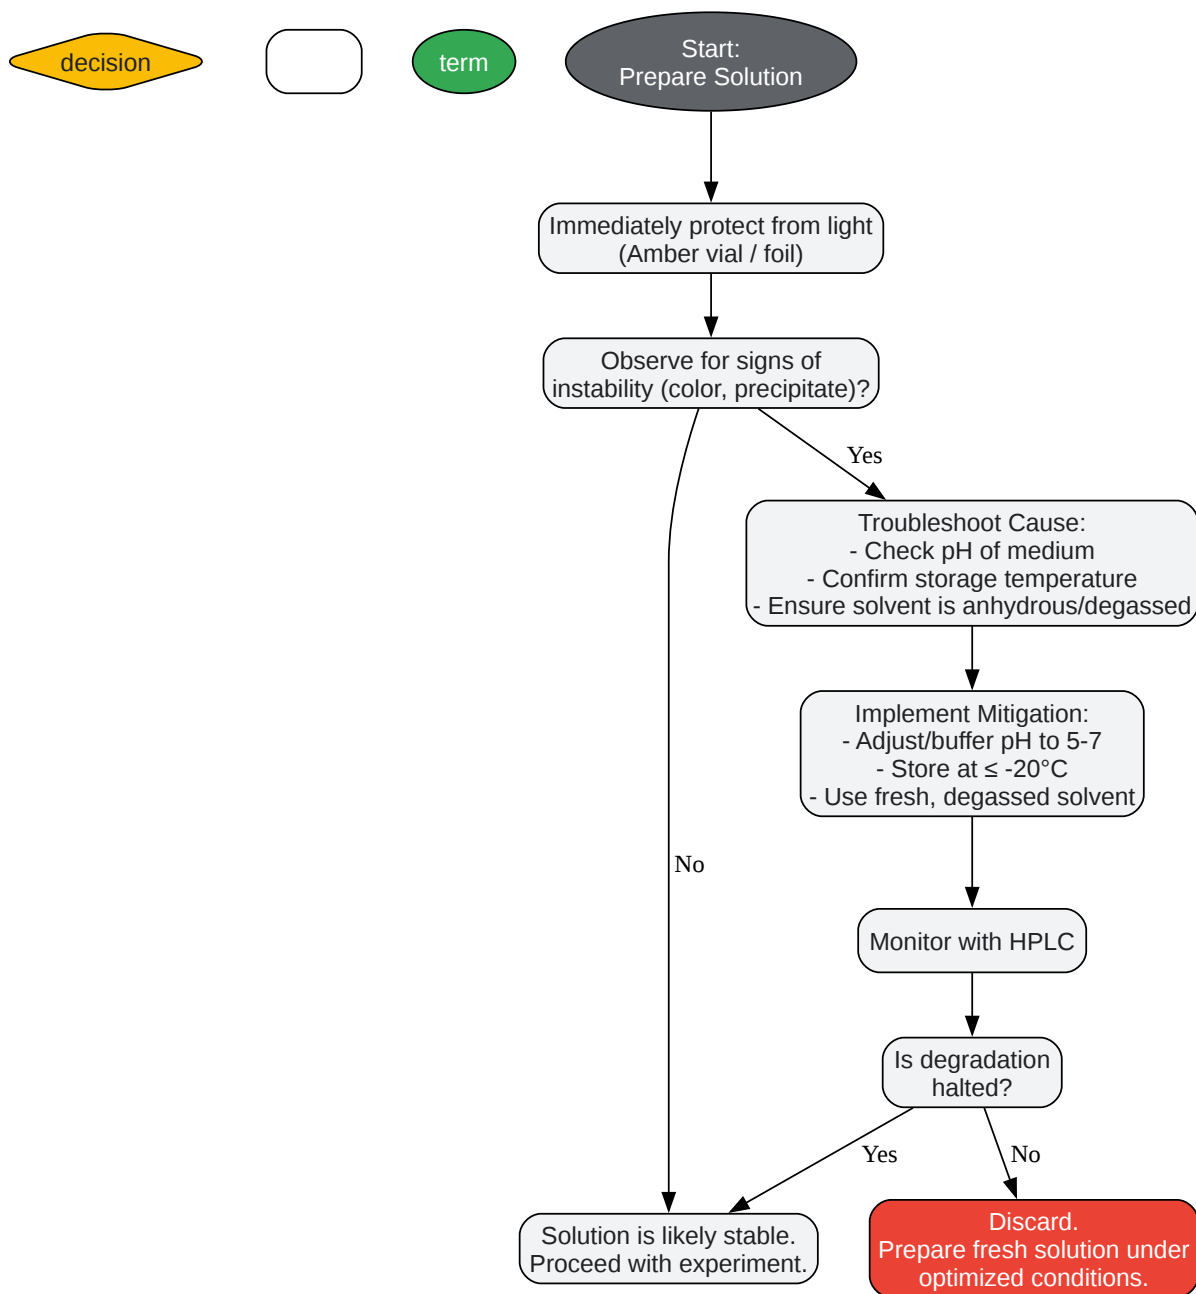 decision
term
Start:
Prepare Solution
Immediately protect from light
(Amber vial / foil)
Observe for signs of
instability (color, precipitate)?
Yes
Troubleshoot Cause:
- Check pH of medium
- Confirm storage temperature
- Ensure solvent is anhydrous/degassed
Implement Mitigation:
- Adjust/buffer pH to 5-7
- Store at ≤ -20°C
- Use fresh, degassed solvent
No
Monitor with HPLC
Is degradation
halted?
Yes
No
Solution is likely stable.
Proceed with experiment.
Discard.
Prepare fresh solution under
optimized conditions.